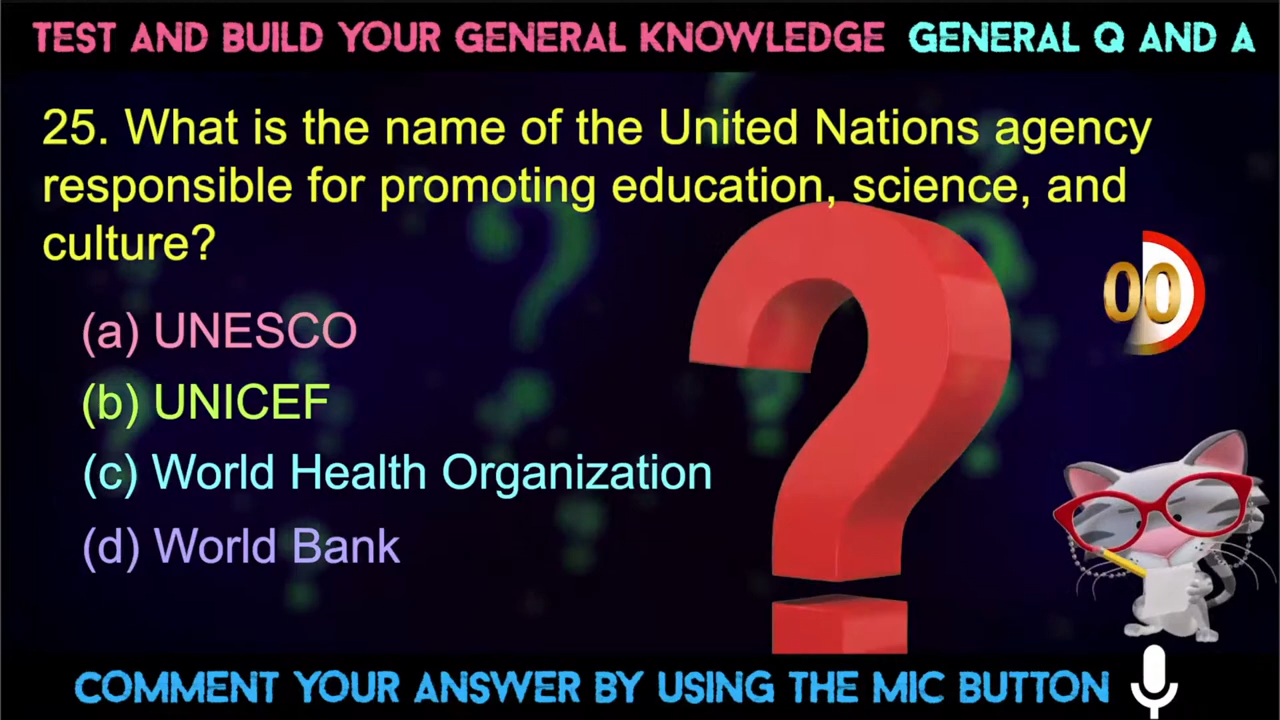 TEST AND BUILD YOUR GENERAL KNOWLEDGE GENERAL Q AND A
25. What is the name of the United Nations agency
responsible for promoting education, science, and
culture?
00
(a) UNESCO
(b) UNICEF
(c) World Health Organization
(d) World Bank
COMMENT YOUR ANSWER BY USING THE MIC BUTTON